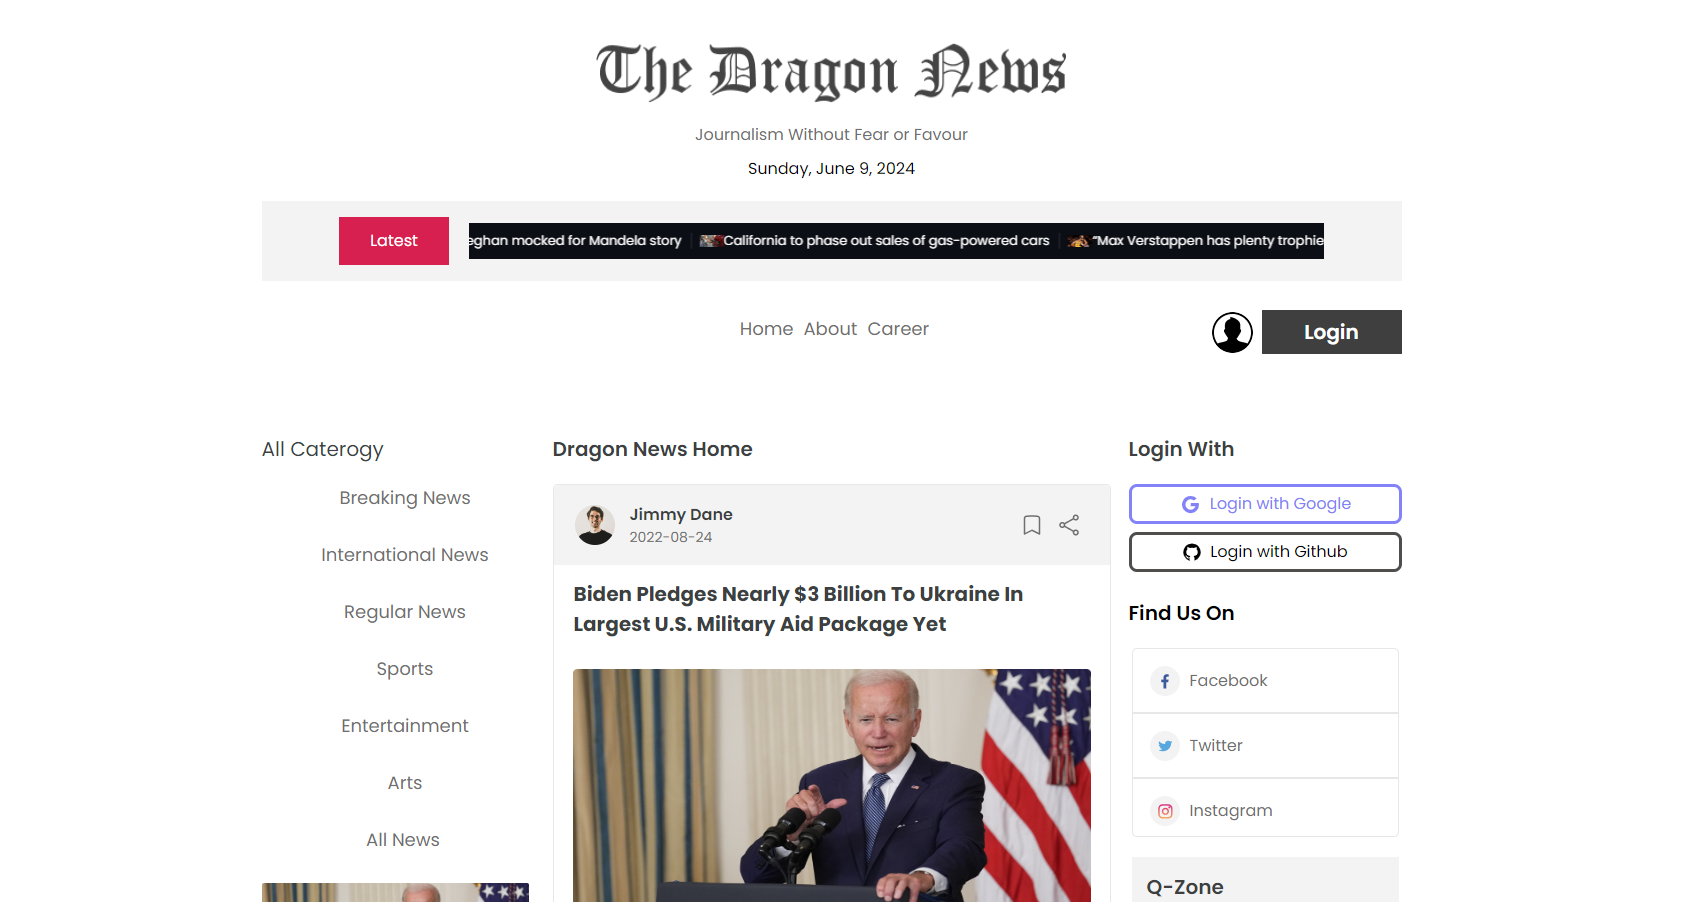 The Dragon News
Journalism Without Fear or Favour
Sunday, June 9, 2024
Latest
mocked for Mandela story
California to phase out sales of gas-powered cars
"Max Verstappen has plenty
Home About Career
Login
All Caterogy
Breaking News
International News
Regular News
Sports
Entertainment
Arts
All News
Dragon News Home
Jimmy Dane
2022-08-24
Biden Pledges Nearly $3 Billion To Ukraine In
Largest U.S. Military Aid Package Yet
Login With
Login with Google
Login with Github
Find Us On
Facebook
Twitter
Instagram
Q-Zone